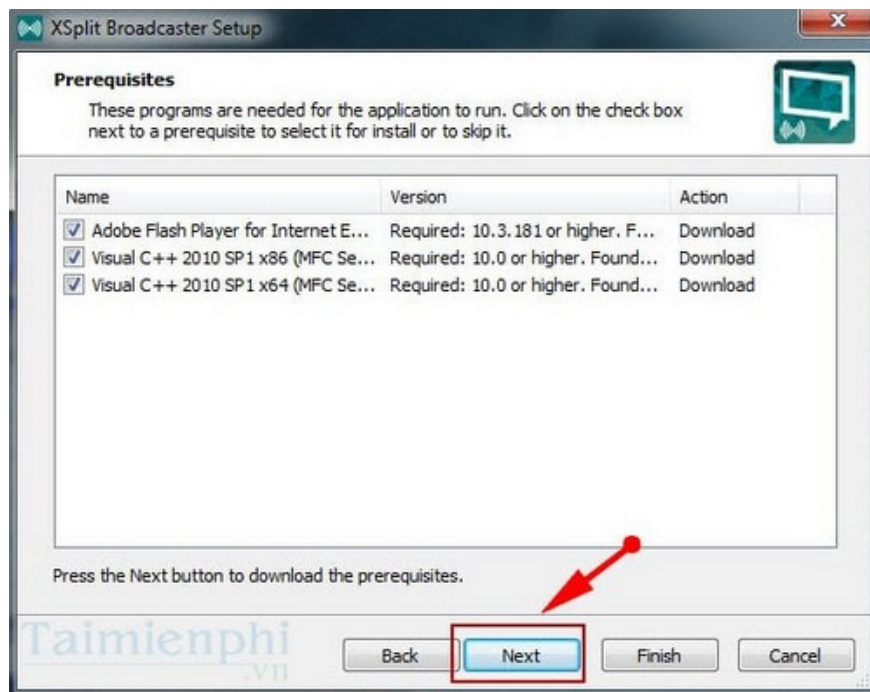 XSplit Broadcaster Setup
Prerequisites
These programs are needed for the application to run. Click on the check box
next to a prerequisite to select it for install or to skip it.
Name Version Action
Adobe Flash Player for Internet E... Required: 10.3.181 or higher. F... Download
Visual C++ 2010 SP1 x86 (MFC Se... Required: 10.0 or higher. Found... Download
Visual C++ 2010 SP1 x64 (MFC Se... Required: 10.0 or higher. Found... Download
Press the Next button to download the prerequisites.
Taimienphi
.vn
Back Next Finish Cancel